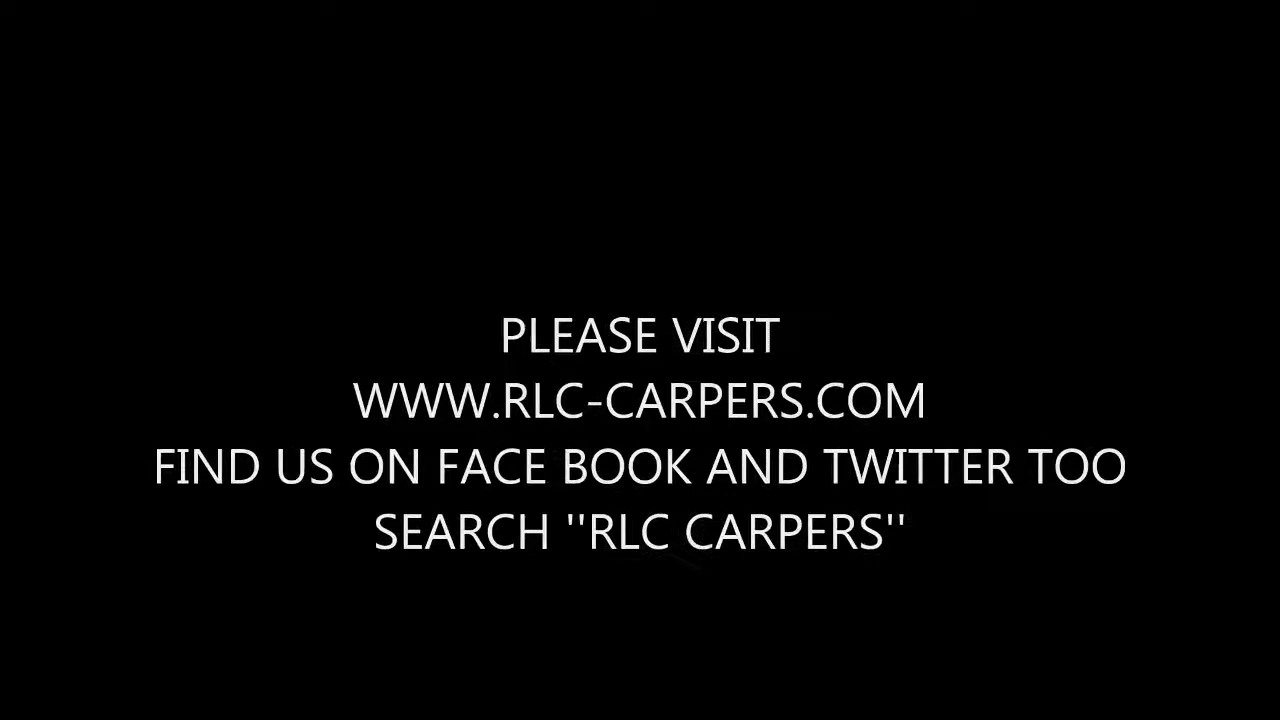 PLEASE VISIT
WWW.RLC-CARPERS.COM
FIND US ON FACE BOOK AND TWITTER TOO
SEARCH ''RLC CARPERS''